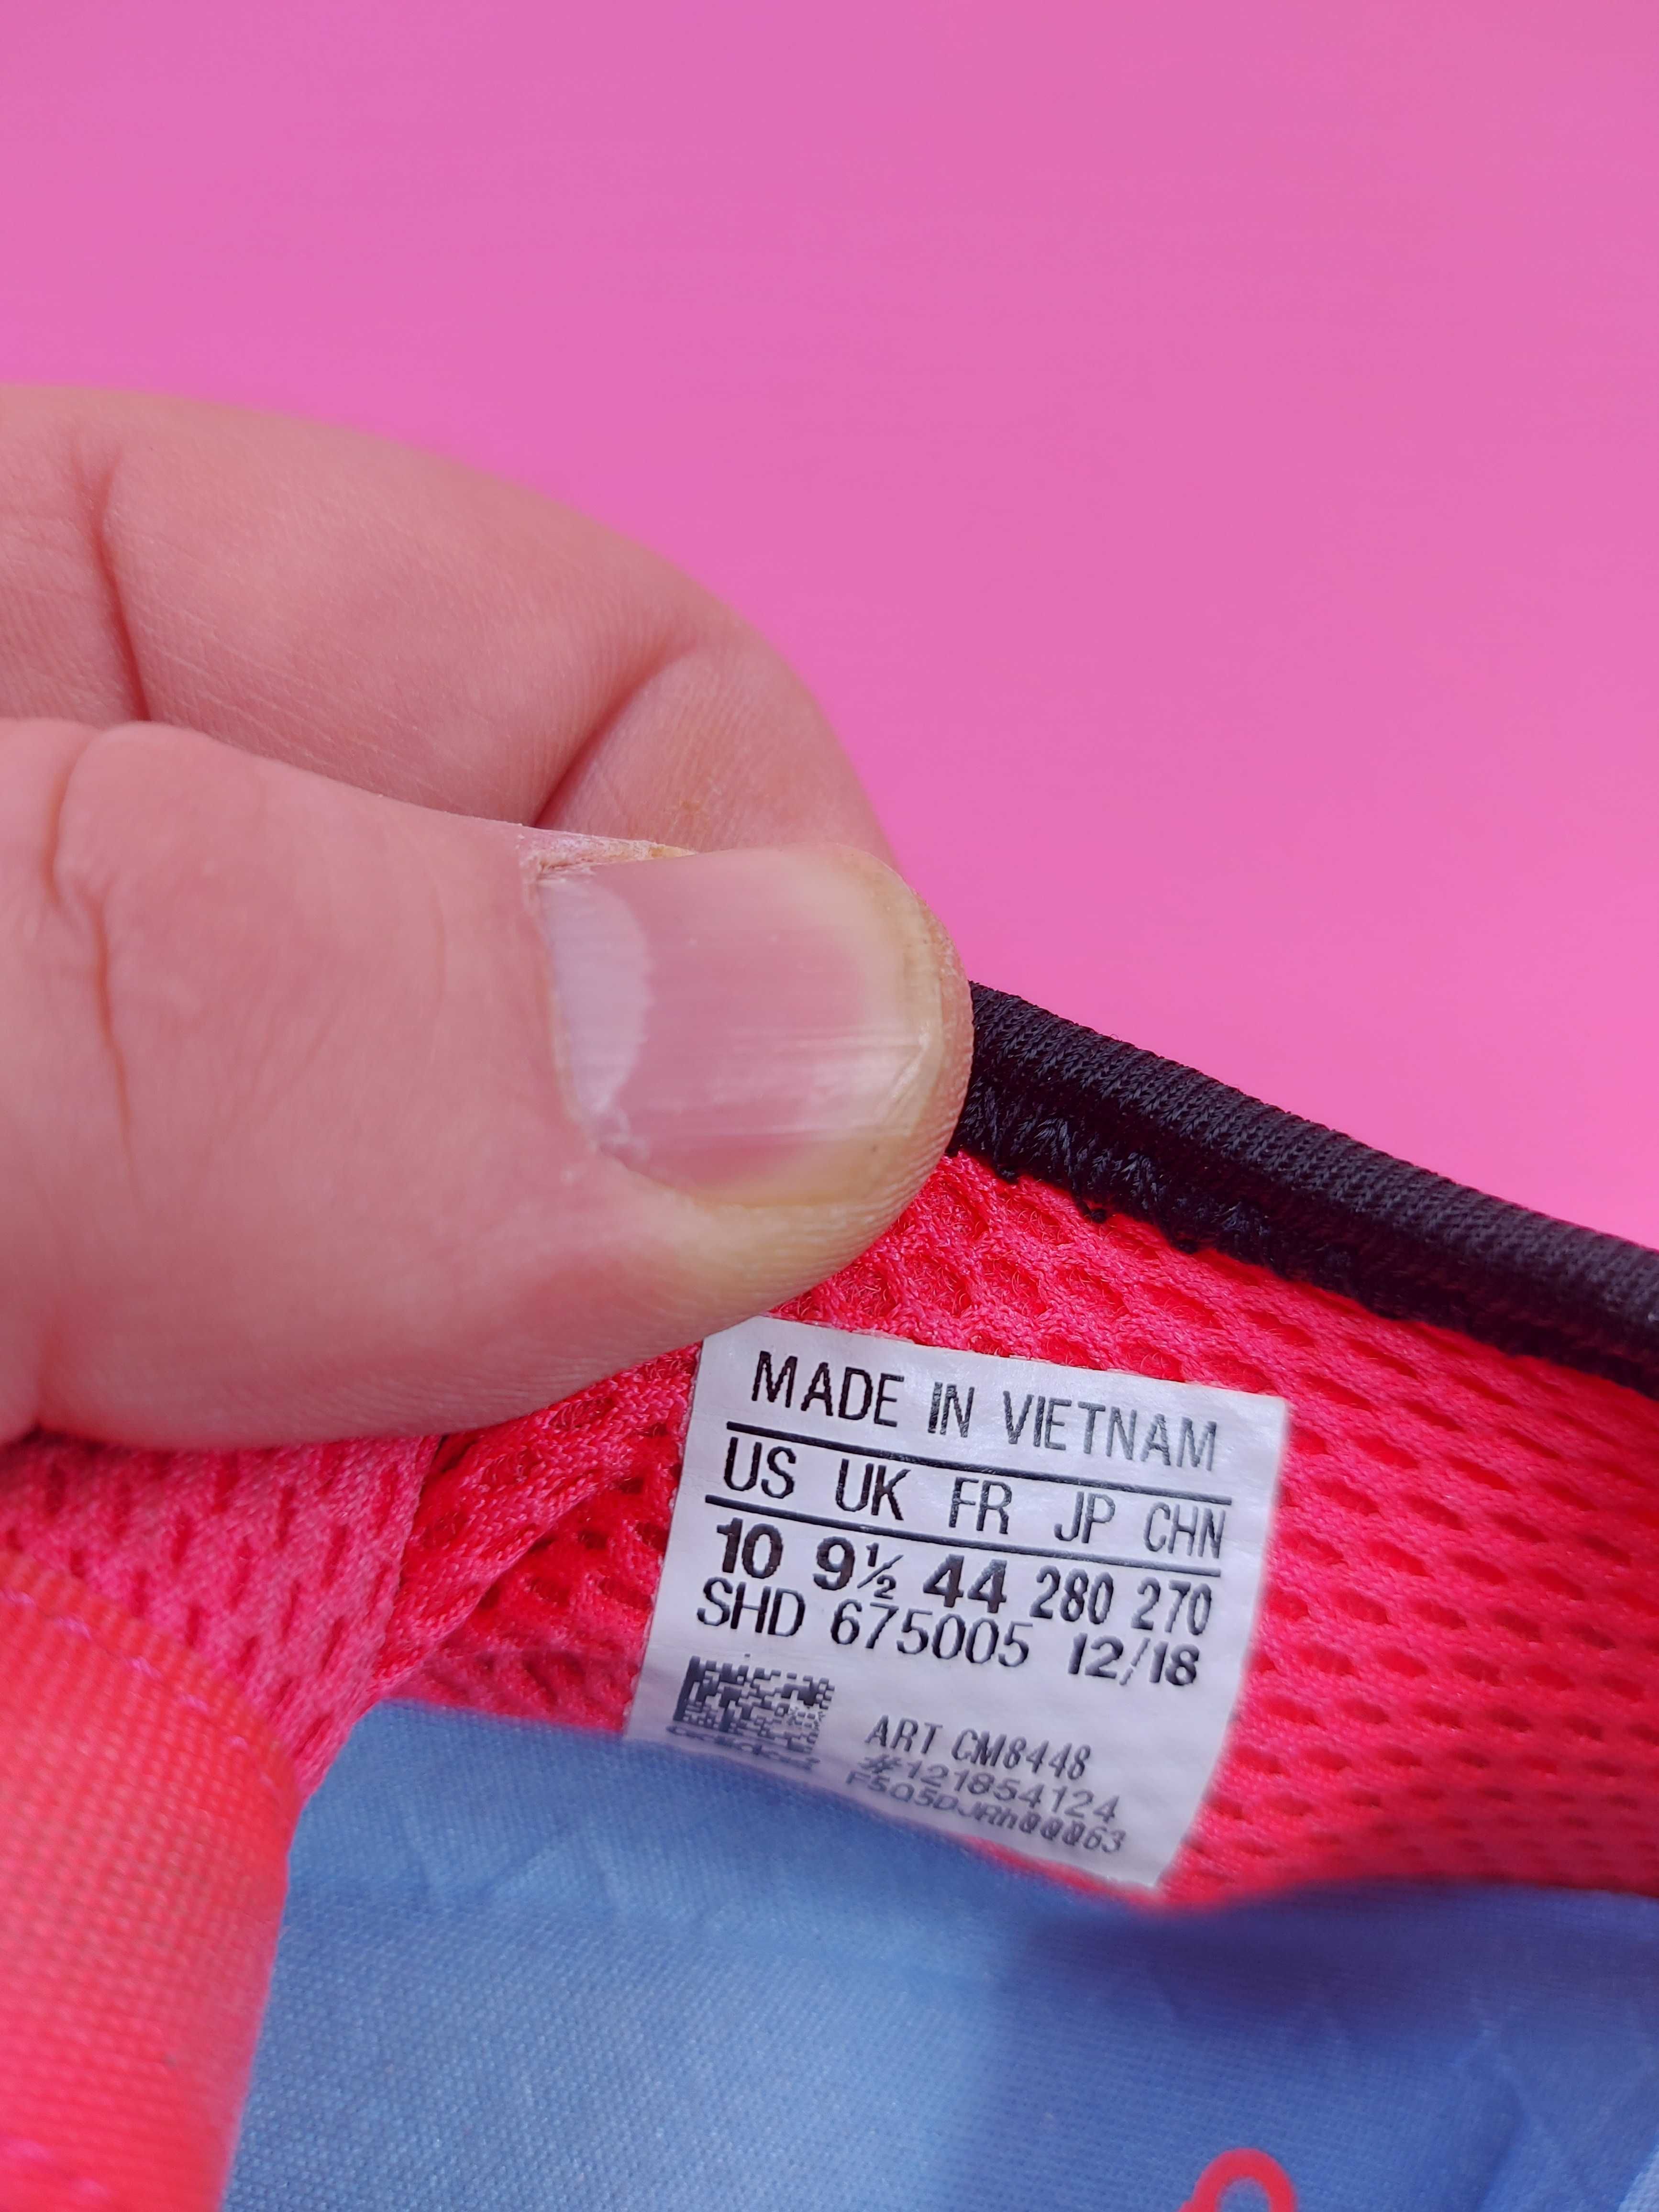 MADE IN VIETNAM
US UK FR JP CHN
10 9½ 44 280 270
SHD 675005 12/18
ART CM8448
#121854124